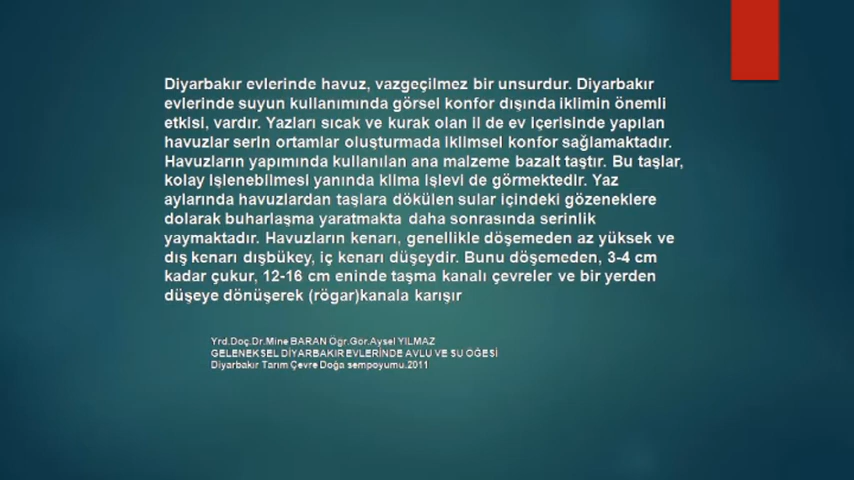 Diyarbakır evlerinde havuz, vazgeçilmez bir unsurdur. Diyarbakır
evlerinde suyun kullanımında görsel konfor dışında iklimin önemli
etkisi, vardır. Yazları sıcak ve kurak olan il de ev içerisinde yapılan
havuzlar serin ortamlar oluşturmada iklimsel konfor sağlamaktadır.
Havuzların yapımında kullanılan ana malzeme bazalt taştır. Bu taşlar,
kolay işlenebilmesi yanında klima işlevi de görmektedir. Yaz
aylarında havuzlardan taşlara dökülen sular içindeki gözeneklere
dolarak buharlaşma yaratmakta daha sonrasında serinlik
yaymaktadır. Havuzların kenarı, genellikle döşemeden az yüksek ve
dış kenarı dışbükey, iç kenarı düşeydir. Bunu döşemeden, 3-4 cm
kadar çukur, 12-16 cm eninde taşma kanalı çevreler ve bir yerden
düşeye dönüşerek (rögar)kanala karışır
Yrd.Doç.Dr.Mine BARAN Öğr.Gör.Aysel YILMAZ
GELENEKSEL DİYARBAKIR EVLERİNDE AVLU VE SU ÖĞESİ
Diyarbakır Tarım Çevre Doğa sempoyumu.2011